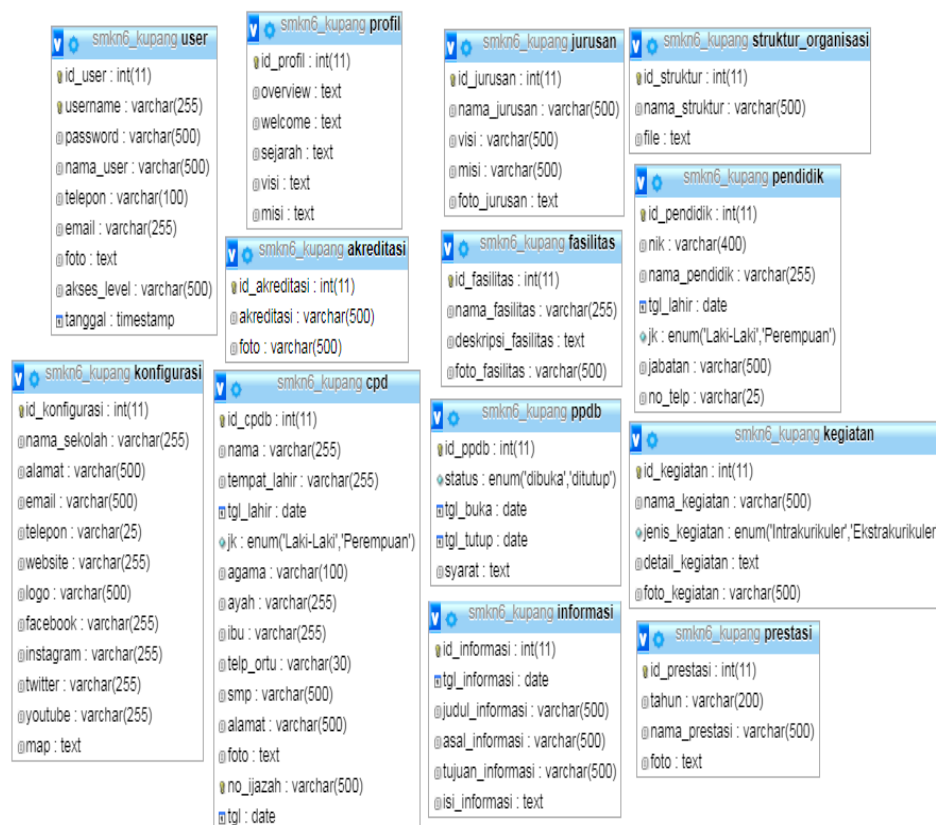 smkn6_kupang user
id_user : int(11)
username : varchar(255)
password : varchar(500)
nama_user : varchar(500)
telepon : varchar(100)
email : varchar(255)
foto : text
akses_level : varchar(500)
tanggal : timestamp
smkn6_kupang profil
id_profil : int(11)
overview : text
welcome : text
sejarah : text
visi : text
misi : text
smkn6_kupang jurusan
id_jurusan : int(11)
nama_jurusan : varchar(500)
visi : varchar(500)
misi : varchar(500)
foto_jurusan : text
smkn6_kupang struktur_organisasi
id_struktur : int(11)
nama_struktur : varchar(500)
file : text
smkn6_kupang pendidik
id_pendidik : int(11)
nik : varchar(400)
nama_pendidik : varchar(255)
tgl_lahir : date
jk : enum('Laki-Laki','Perempuan')
jabatan : varchar(500)
no_telp : varchar(25)
smkn6_kupang akreditasi
id_akreditasi : int(11)
akreditasi : varchar(500)
foto : varchar(500)
smkn6_kupang fasilitas
id_fasilitas : int(11)
nama_fasilitas : varchar(255)
deskripsi_fasilitas : text
foto_fasilitas : varchar(500)
smkn6_kupang konfigurasi
id_konfigurasi : int(11)
nama_sekolah : varchar(255)
alamat : varchar(500)
email : varchar(500)
telepon : varchar(25)
website : varchar(255)
logo : varchar(500)
facebook : varchar(255)
instagram : varchar(255)
twitter : varchar(255)
youtube : varchar(255)
map : text
smkn6_kupang cpd
id_cpdb : int(11)
nama : varchar(255)
tempat_lahir : varchar(255)
tgl_lahir : date
jk : enum('Laki-Laki','Perempuan')
agama : varchar(100)
ayah : varchar(255)
ibu : varchar(255)
telp_ortu : varchar(30)
smp : varchar(500)
alamat : varchar(500)
foto : text
no_ijazah : varchar(500)
tgl : date
smkn6_kupang ppdb
id_ppdb : int(11)
status : enum('dibuka','ditutup')
tgl_buka : date
tgl_tutup : date
syarat : text
smkn6_kupang kegiatan
id_kegiatan : int(11)
nama_kegiatan : varchar(500)
jenis_kegiatan : enum('Intrakurikuler','Ekstrakurikuler
detail_kegiatan : text
foto_kegiatan : varchar(500)
smkn6_kupang informasi
id_informasi : int(11)
tgl_informasi : date
judul_informasi : varchar(500)
asal_informasi : varchar(500)
tujuan_informasi : varchar(500)
isi_informasi : text
smkn6_kupang prestasi
id_prestasi : int(11)
tahun : varchar(200)
nama_prestasi : varchar(500)
foto : text